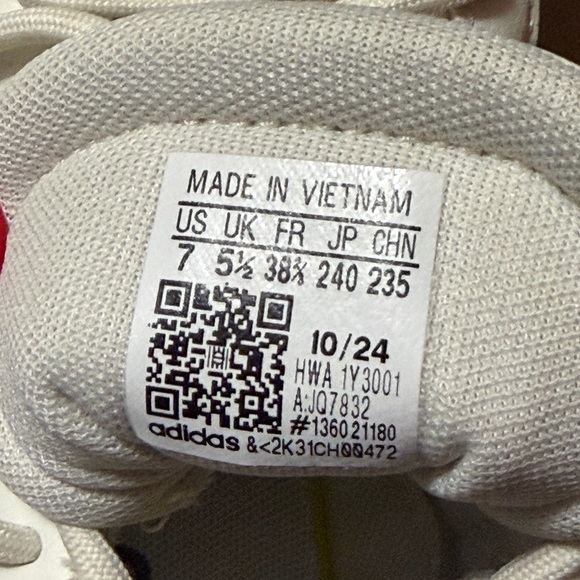 MADE IN VIETNAM
US UK FR JP CHN
7 5½ 38⅔ 240 235
10/24
HWA 1Y3001
A:JQ7832
#136021180
adidas &<2K31CH00472